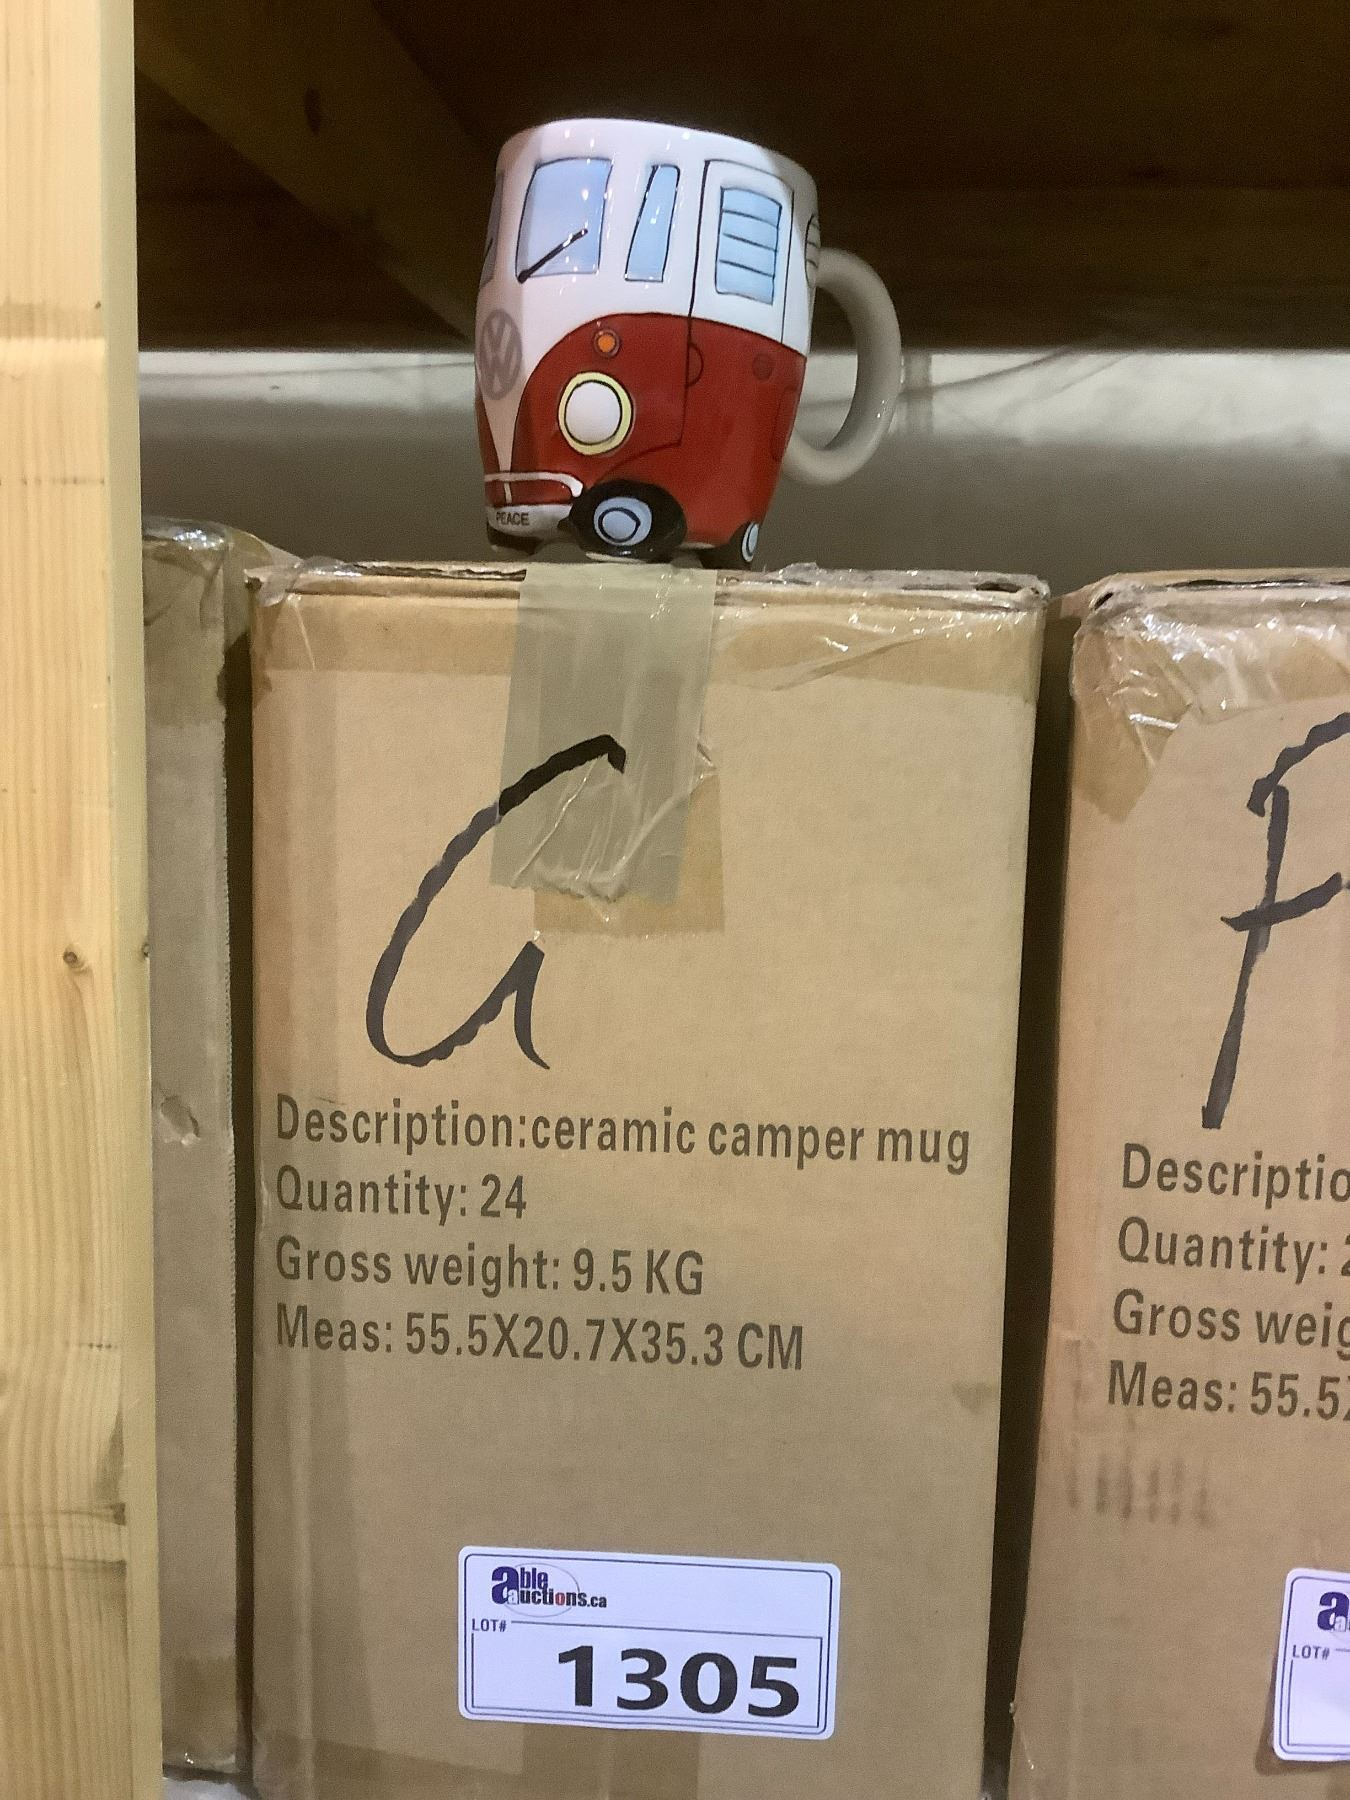 PEACE
G
Description:ceramic camper mug
Quantity: 24
Gross weight: 9.5 KG
Meas: 55.5X20.7X35.3 CM
able
auctions.ca
LOT#
1305
F
Descriptio
Quantity:
Gross weig
Meas: 55.5
LOT#